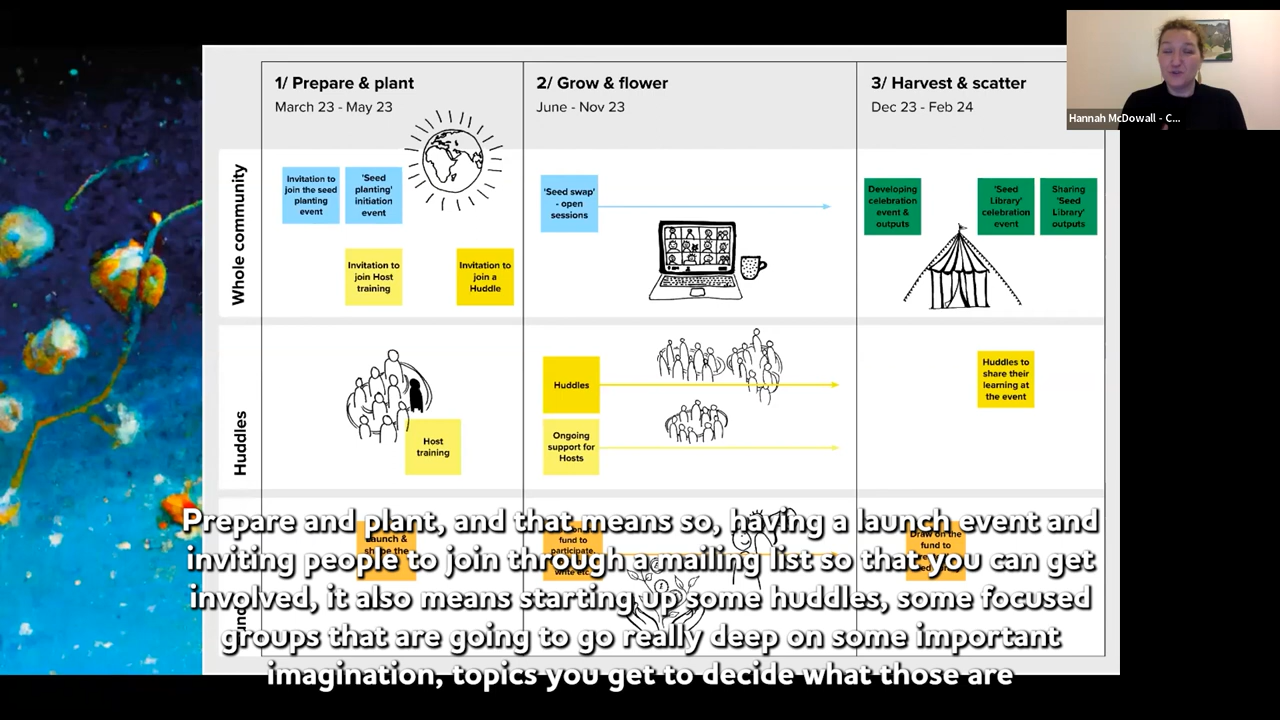 1/ Prepare & plant
March 23 - May 23
2/ Grow & flower
June - Nov 23
3/ Harvest & scatter
Dec 23 - Feb 24
Hannah McDowall - C...
Whole community
Invitation to
join the seed
planting
event
'Seed
planting'
initiation
event
Invitation to
join Host
training
Invitation to
join a
Huddle
'Seed swap'
- open
sessions
Developing
celebration
event &
outputs
'Seed
Library'
celebration
event
Sharing
'Seed
Library'
outputs
Huddles
Host
training
Huddles
Ongoing
support for
Hosts
Huddles to
share their
learning at
the event
Launch &
the
fund to
participate,
write etc
Draw on the
fund to
Prepare and plant, and that means so, having a launch event and
inviting people to join through a mailing list so that you can get
involved, it also means starting up some huddles, some focused
groups that are going to go really deep on some important
imagination, topics you get to decide what those are